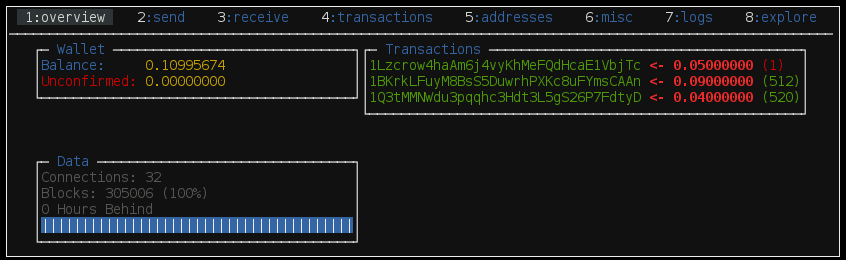 1:overview 2:send 3:receive 4:transactions 5:addresses 6:misc 7:logs 8:explore
Wallet
Balance: 0.10995674
Unconfirmed: 0.00000000
Transactions
1Lzcrow4haAm6j4vyKhMeFQdHcaE1VbjTc <- 0.05000000 (1)
1BKrkLFuyM8BsS5DuwrhPXKc8uFYmsCAAn <- 0.09000000 (512)
1Q3tMMNWdu3pqqhc3Hdt3L5gS26P7FdtyD <- 0.04000000 (520)
Data
Connections: 32
Blocks: 305006 (100%)
0 Hours Behind